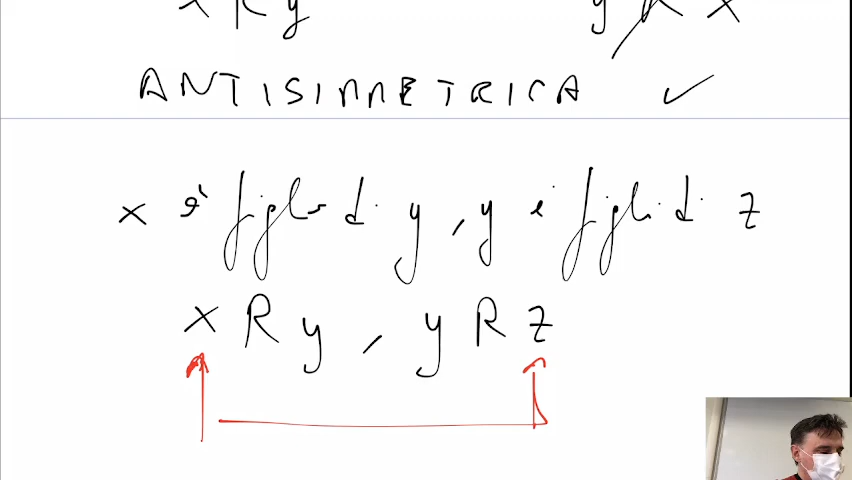 x R y y R x
ANTISIMMETRICA ✓
x è figlio di y, y è figlio di z
x R y, y R z